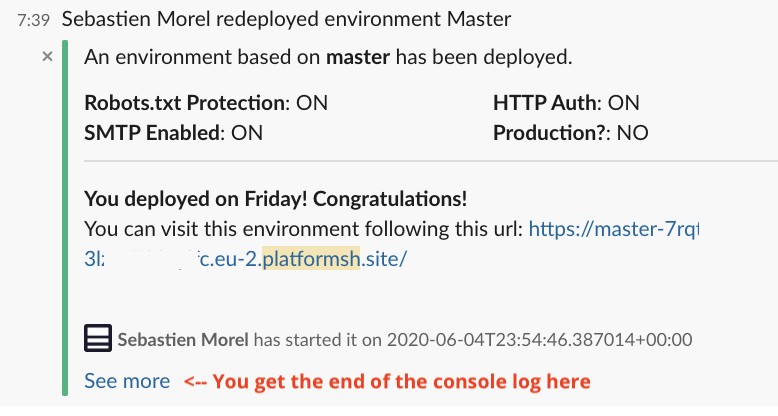 7:39 Sebastien Morel redeployed environment Master
× An environment based on master has been deployed.
Robots.txt Protection: ON HTTP Auth: ON
SMTP Enabled: ON Production?: NO
You deployed on Friday! Congratulations!
You can visit this environment following this url: https://master-7rqt
3l c.eu-2.platformsh.site/
Sebastien Morel has started it on 2020-06-04T23:54:46.387014+00:00
See more <-- You get the end of the console log here